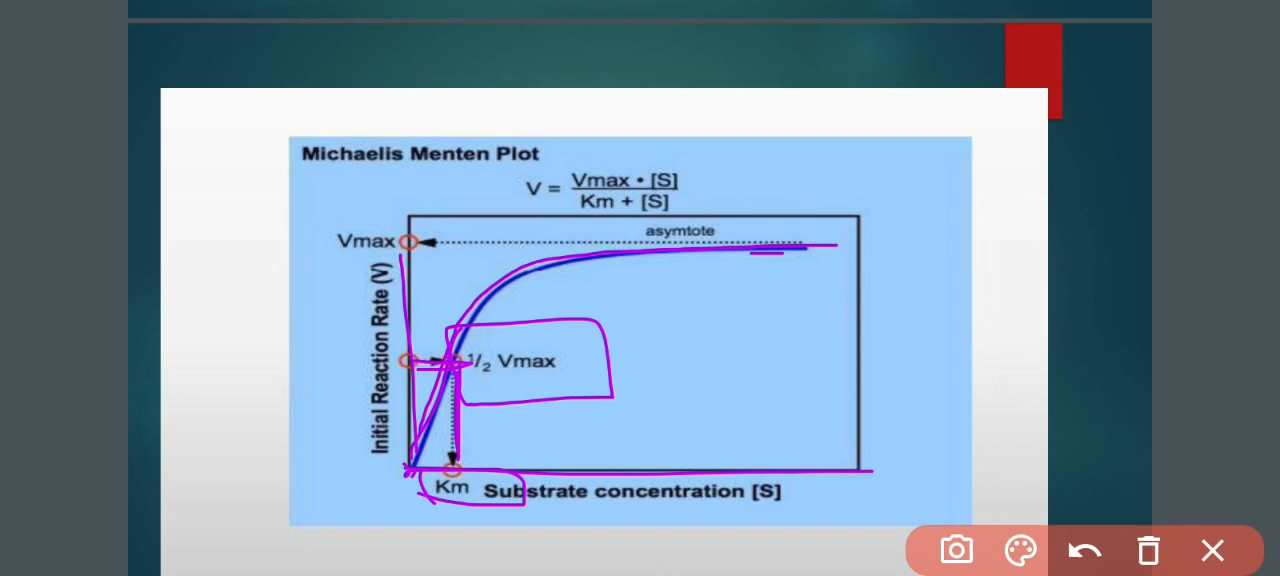 Michaelis Menten Plot
V = Vmax • [S]
Km + [S]
asymtote
Vmax
Initial Reaction Rate (V)
1/2 Vmax
Km
Substrate concentration [S]